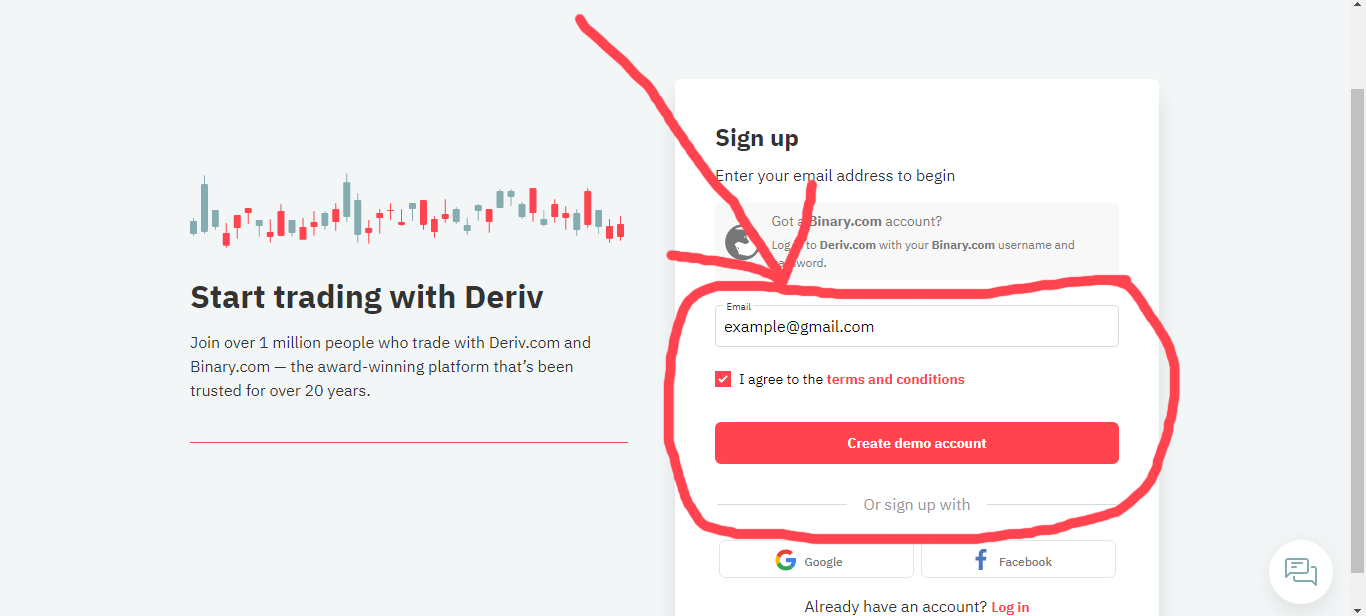 Sign up
Enter your email address to begin
Got a Binary.com account?
Log in to Deriv.com with your Binary.com username and
password.
Start trading with Deriv
Join over 1 million people who trade with Deriv.com and
Binary.com — the award-winning platform that’s been
trusted for over 20 years.
Email
example@gmail.com
I agree to the terms and conditions
Create demo account
Or sign up with
Google
Facebook
Already have an account? Log in